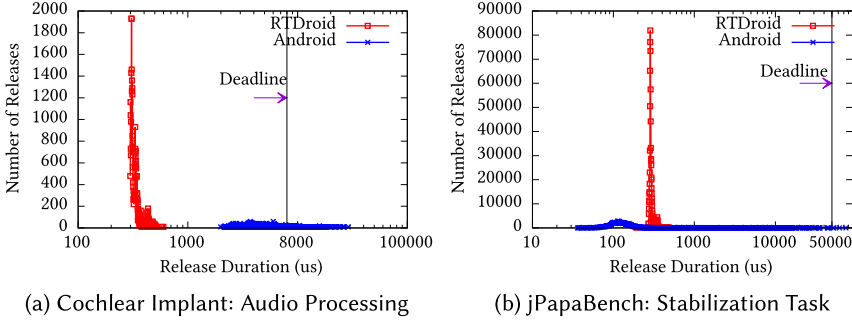 2000
1800
1600
1400
1200
1000
800
600
400
200
0
Number of Releases
RTDroid
Android
Deadline
100
1000
8000
100000
Release Duration (us)
(a) Cochlear Implant: Audio Processing
90000
80000
70000
60000
50000
40000
30000
20000
10000
0
Number of Releases
RTDroid
Android
Deadline
10
100
1000
10000
50000
Release Duration (us)
(b) jPapaBench: Stabilization Task